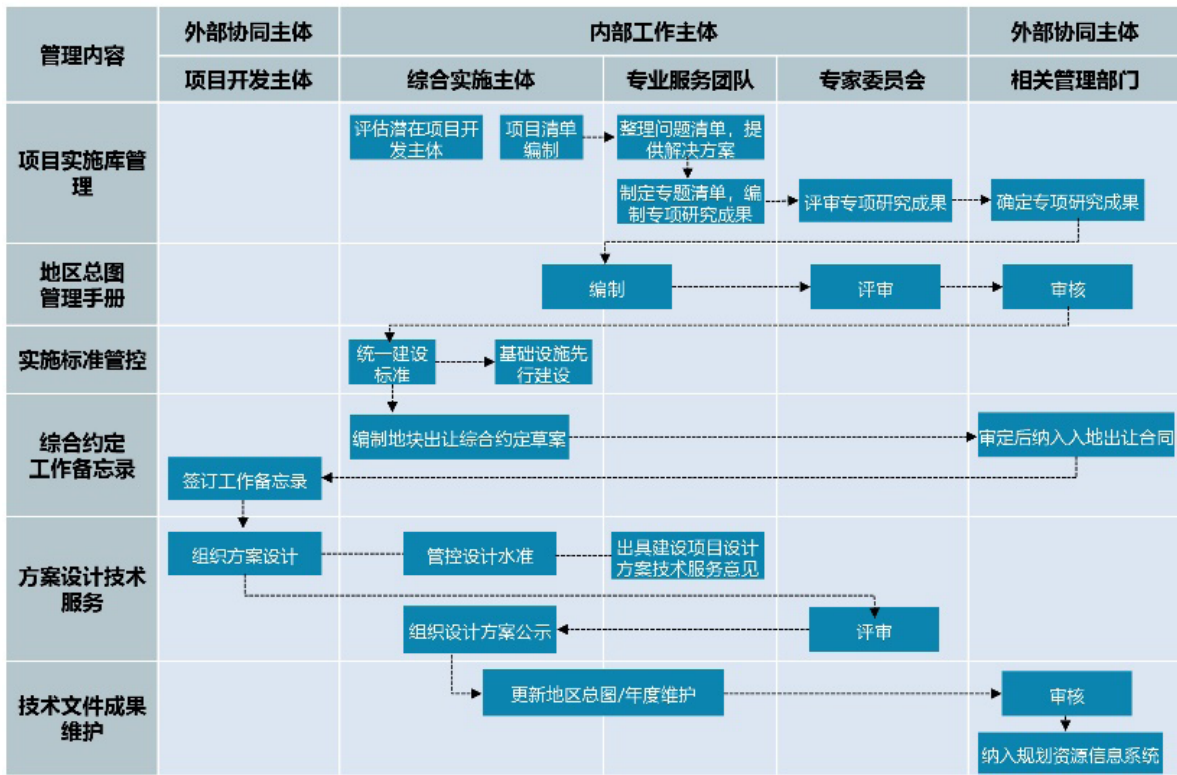 管理内容
外部协同主体
内部工作主体
外部协同主体
项目开发主体
综合实施主体
专业服务团队
专家委员会
相关管理部门
项目实施库管
理
评估潜在项目开
发主体
项目清单
编制
整理问题清单，提
供解决方案
制定专题清单，编
制专项研究成果
评审专项研究成果
确定专项研究成果
地区总图
管理手册
编制
评审
审核
实施标准管控
统一建设
标准
基础设施先
行建设
综合约定
工作备忘录
编制地块出让综合约定草案
审定后纳入入地出让合同
签订工作备忘录
方案设计技术
服务
组织方案设计
管控设计水准
出具建设项目设计
方案技术服务意见
组织设计方案公示
评审
技术文件成果
维护
更新地区总图/年度维护
审核
纳入规划资源信息系统